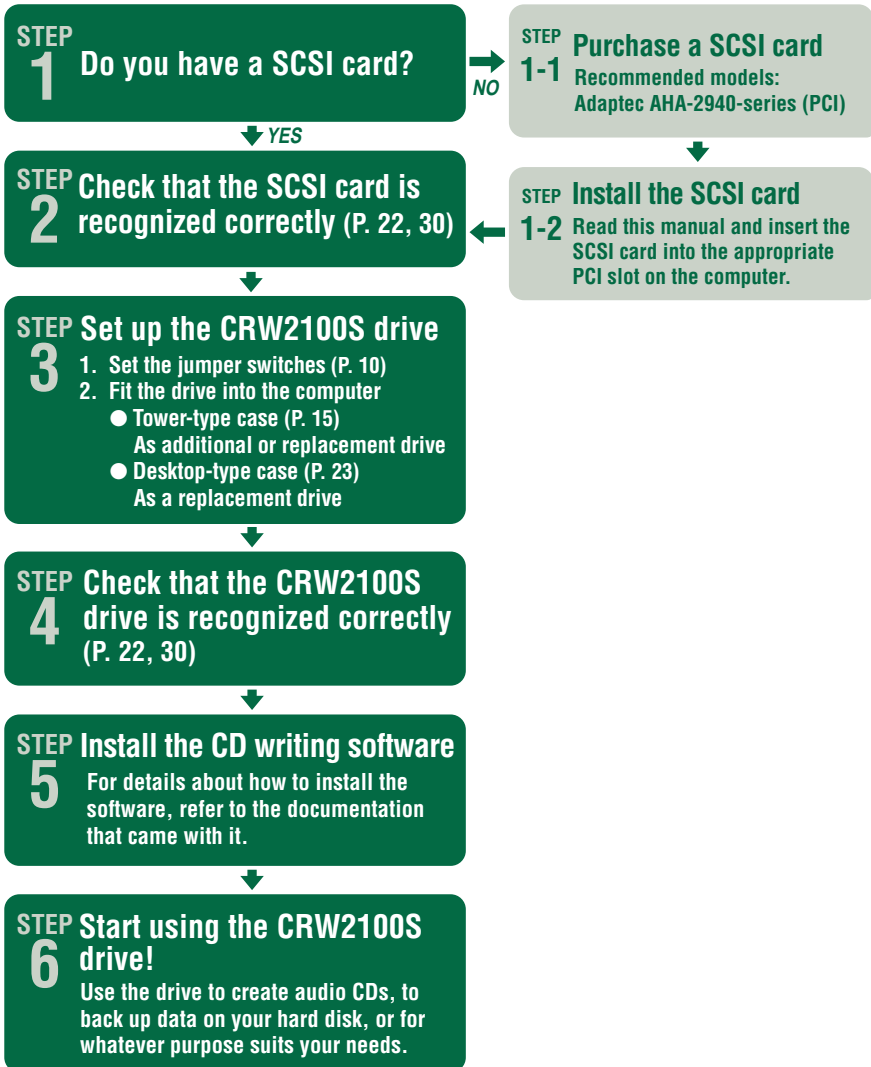 STEP
1
Do you have a SCSI card?
NO
STEP
1-1
Purchase a SCSI card
Recommended models:
Adaptec AHA-2940-series (PCI)
YES
STEP
2
Check that the SCSI card is
recognized correctly (P. 22, 30)
STEP
1-2
Install the SCSI card
Read this manual and insert the
SCSI card into the appropriate
PCI slot on the computer.
STEP
3
Set up the CRW2100S drive
1. Set the jumper switches (P. 10)
2. Fit the drive into the computer
● Tower-type case (P. 15)
As additional or replacement drive
● Desktop-type case (P. 23)
As a replacement drive
STEP
4
Check that the CRW2100S
drive is recognized correctly
(P. 22, 30)
STEP
5
Install the CD writing software
For details about how to install the
software, refer to the documentation
that came with it.
STEP
6
Start using the CRW2100S
drive!
Use the drive to create audio CDs, to
back up data on your hard disk, or for
whatever purpose suits your needs.